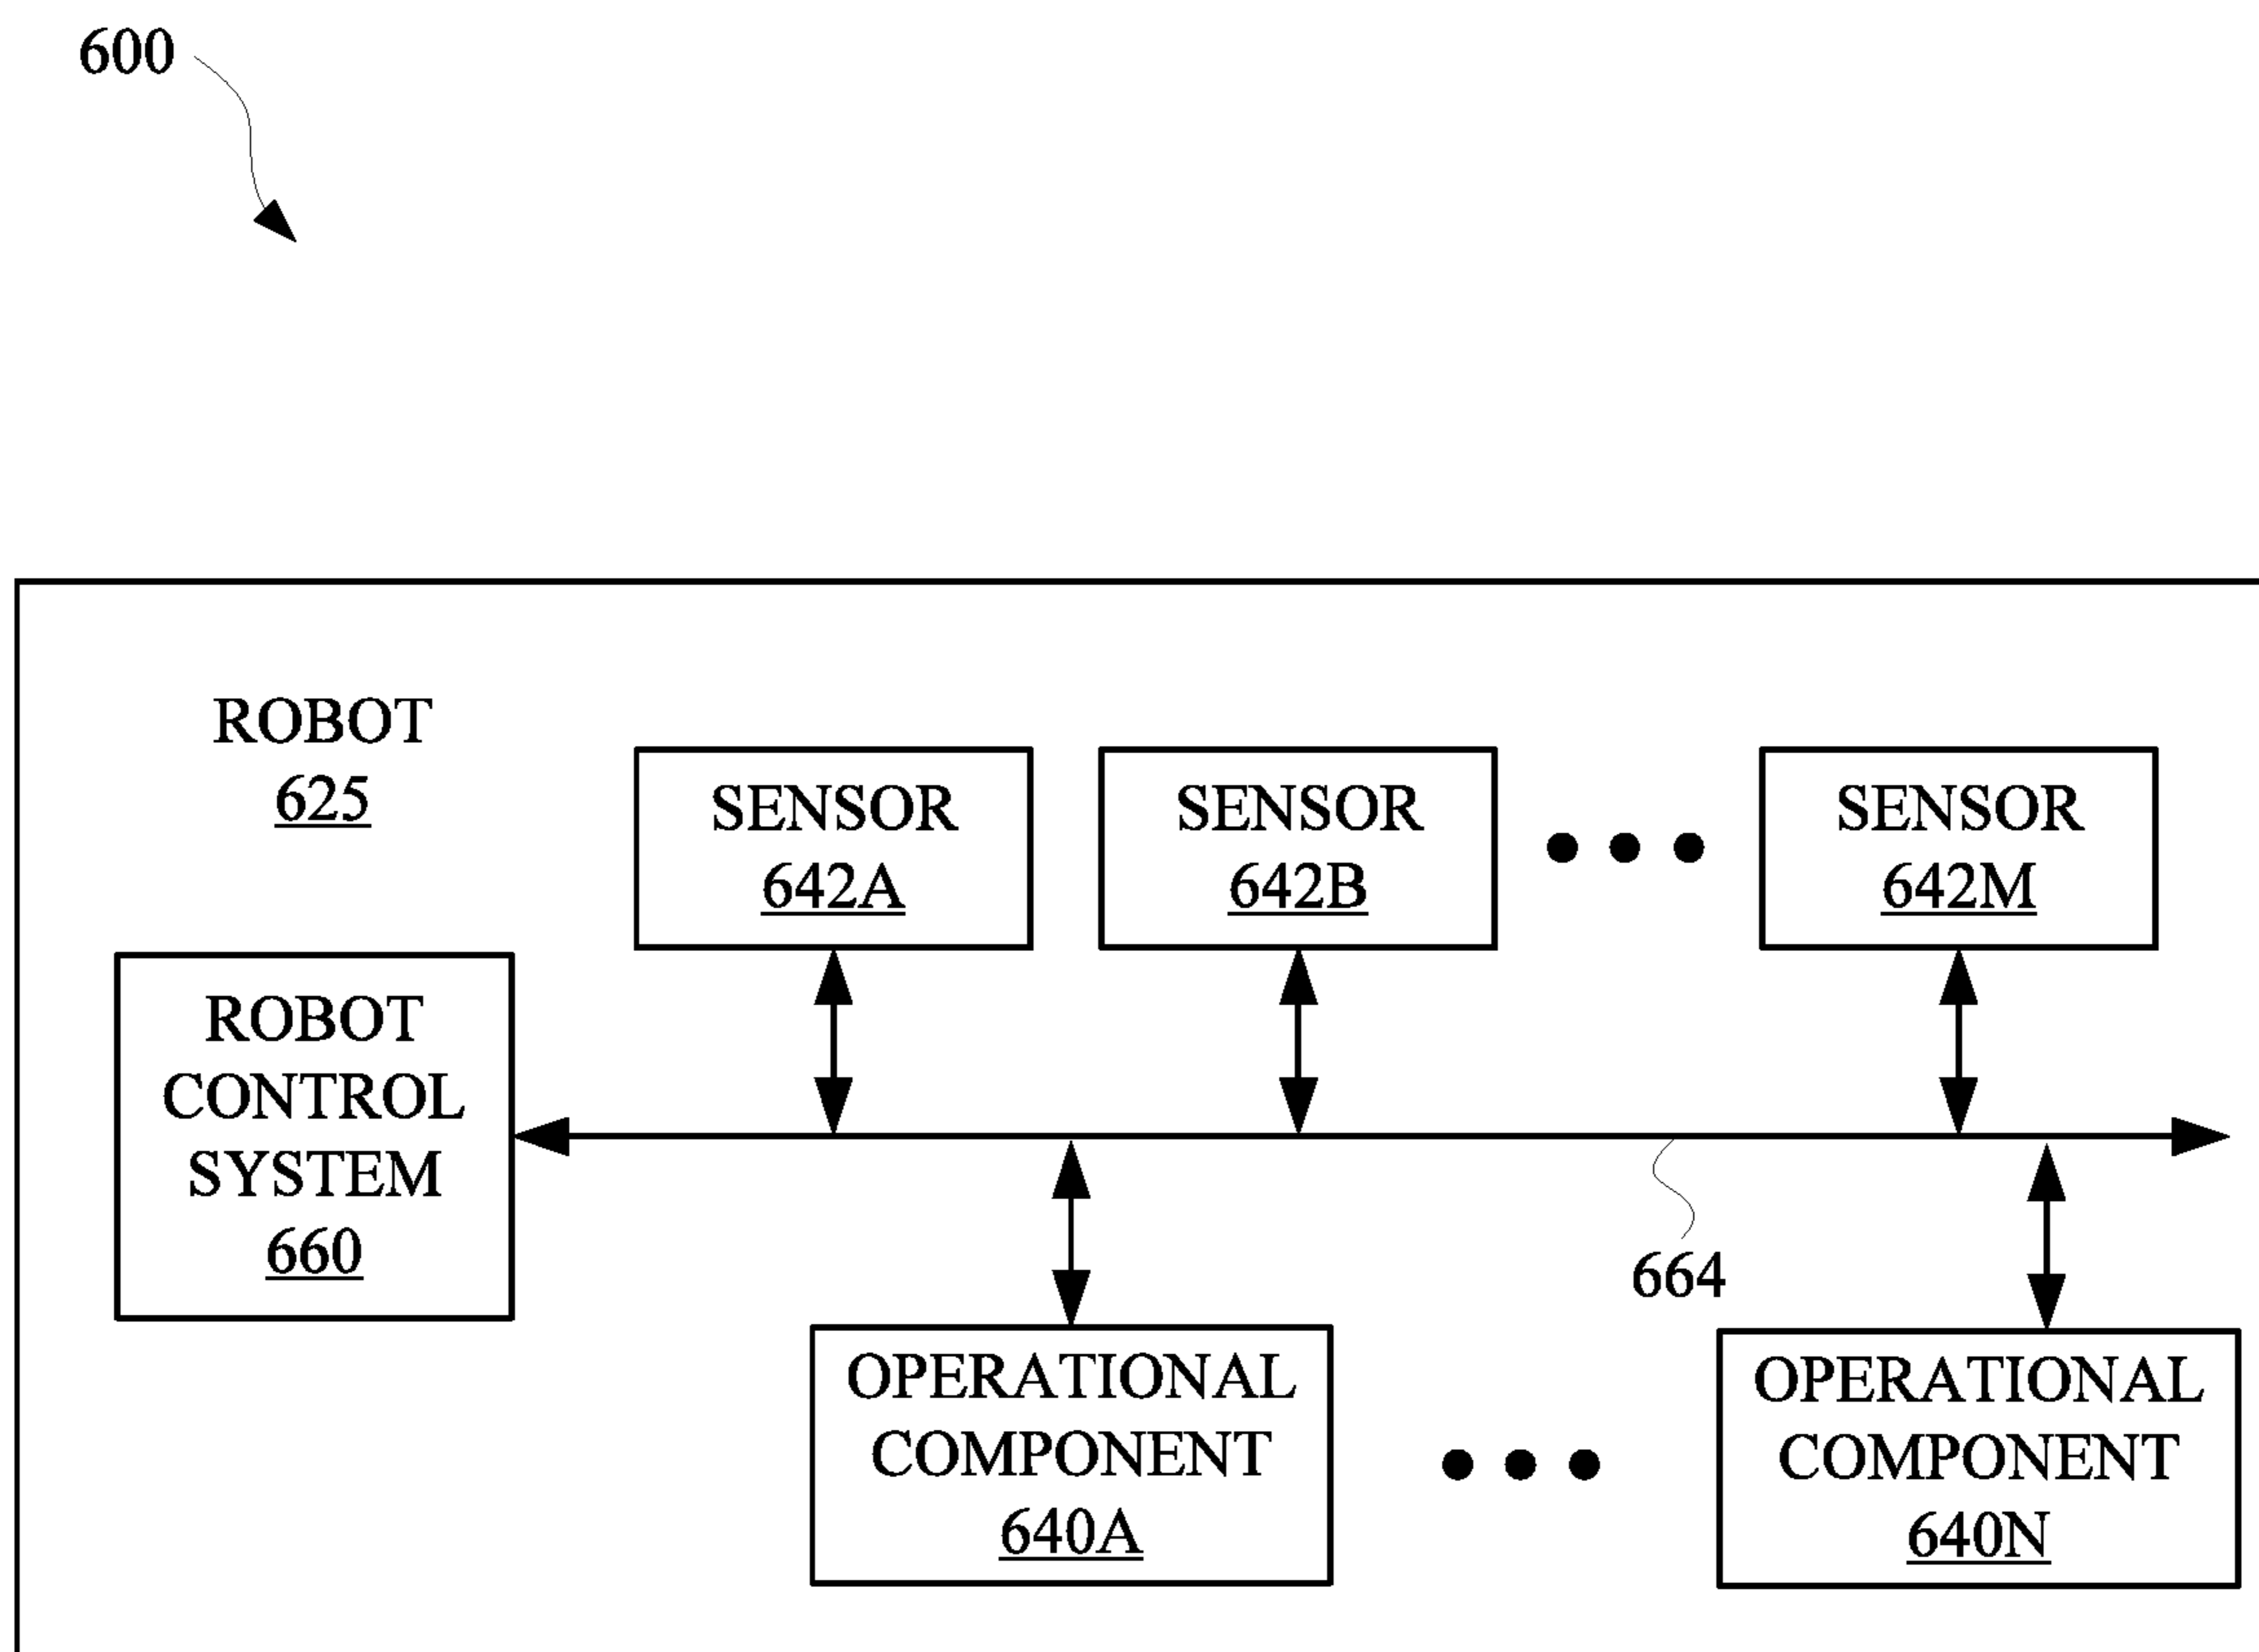 600
ROBOT
625
SENSOR
642A
SENSOR
642B
SENSOR
642M
ROBOT
CONTROL
SYSTEM
660
664
OPERATIONAL
COMPONENT
640A
OPERATIONAL
COMPONENT
640N